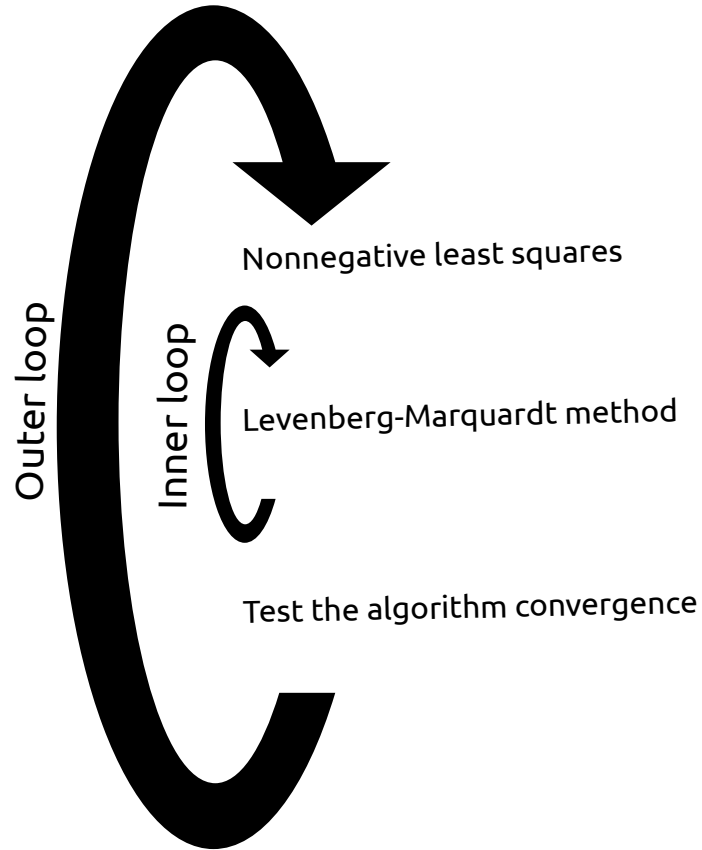 Outer loop
Inner loop
Nonnegative least squares
Levenberg-Marquardt method
Test the algorithm convergence